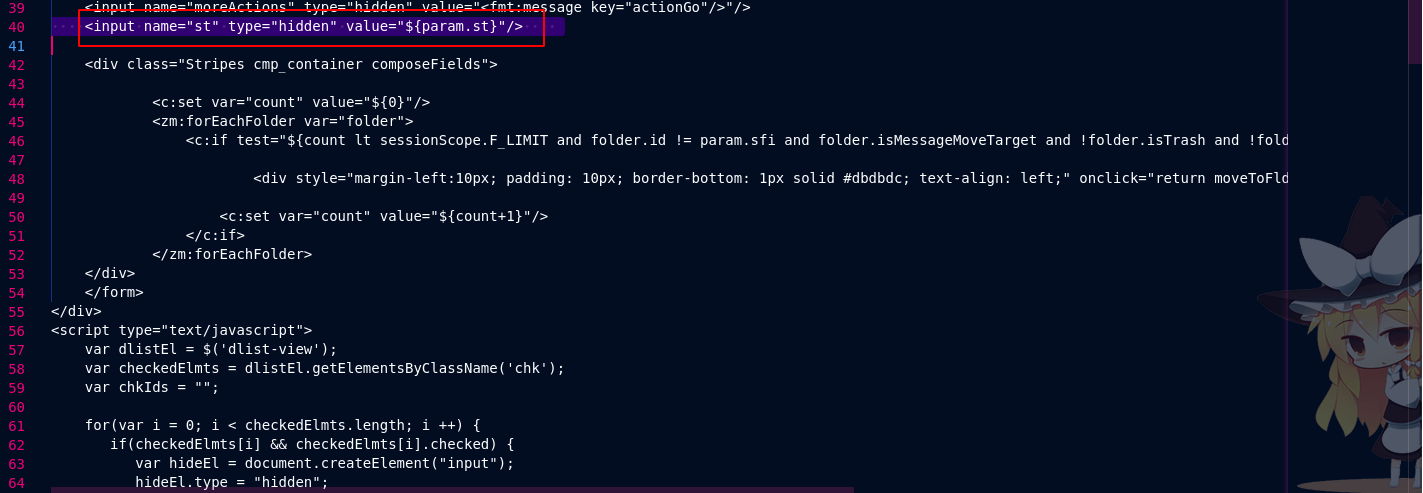 39 <input name="moreActions" type="hidden" value="<fmt:message key="actionGo"/>"/>
40 <input name="st" type="hidden" value="${param.st}"/>
41
42 <div class="Stripes cmp_container composeFields">
43
44 <c:set var="count" value="${0}"/>
45 <zm:forEachFolder var="folder">
46 <c:if test="${count lt sessionScope.F_LIMIT and folder.id != param.sfi and folder.isMessageMoveTarget and !folder.isTrash and !fold
47
48 <div style="margin-left:10px; padding: 10px; border-bottom: 1px solid #dbdbdc; text-align: left;" onclick="return moveToFld
49
50 <c:set var="count" value="${count+1}"/>
51 </c:if>
52 </zm:forEachFolder>
53 </div>
54 </form>
55 </div>
56 <script type="text/javascript">
57 var dlistEl = $('dlist-view');
58 var checkedElmts = dlistEl.getElementsByClassName('chk');
59 var chkIds = "";
60
61 for(var i = 0; i < checkedElmts.length; i ++) {
62 if(checkedElmts[i] && checkedElmts[i].checked) {
63 var hideEl = document.createElement("input");
64 hideEl.type = "hidden";